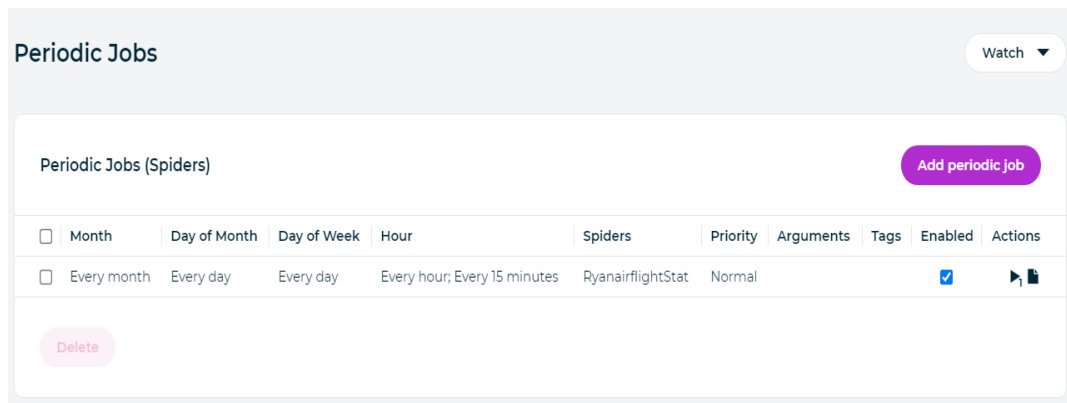 Periodic Jobs
Watch
Periodic Jobs (Spiders)
Add periodic job
Month Day of Month Day of Week Hour Spiders Priority Arguments Tags Enabled Actions
Every month Every day Every day Every hour; Every 15 minutes RyanairflightStat Normal 1
Delete